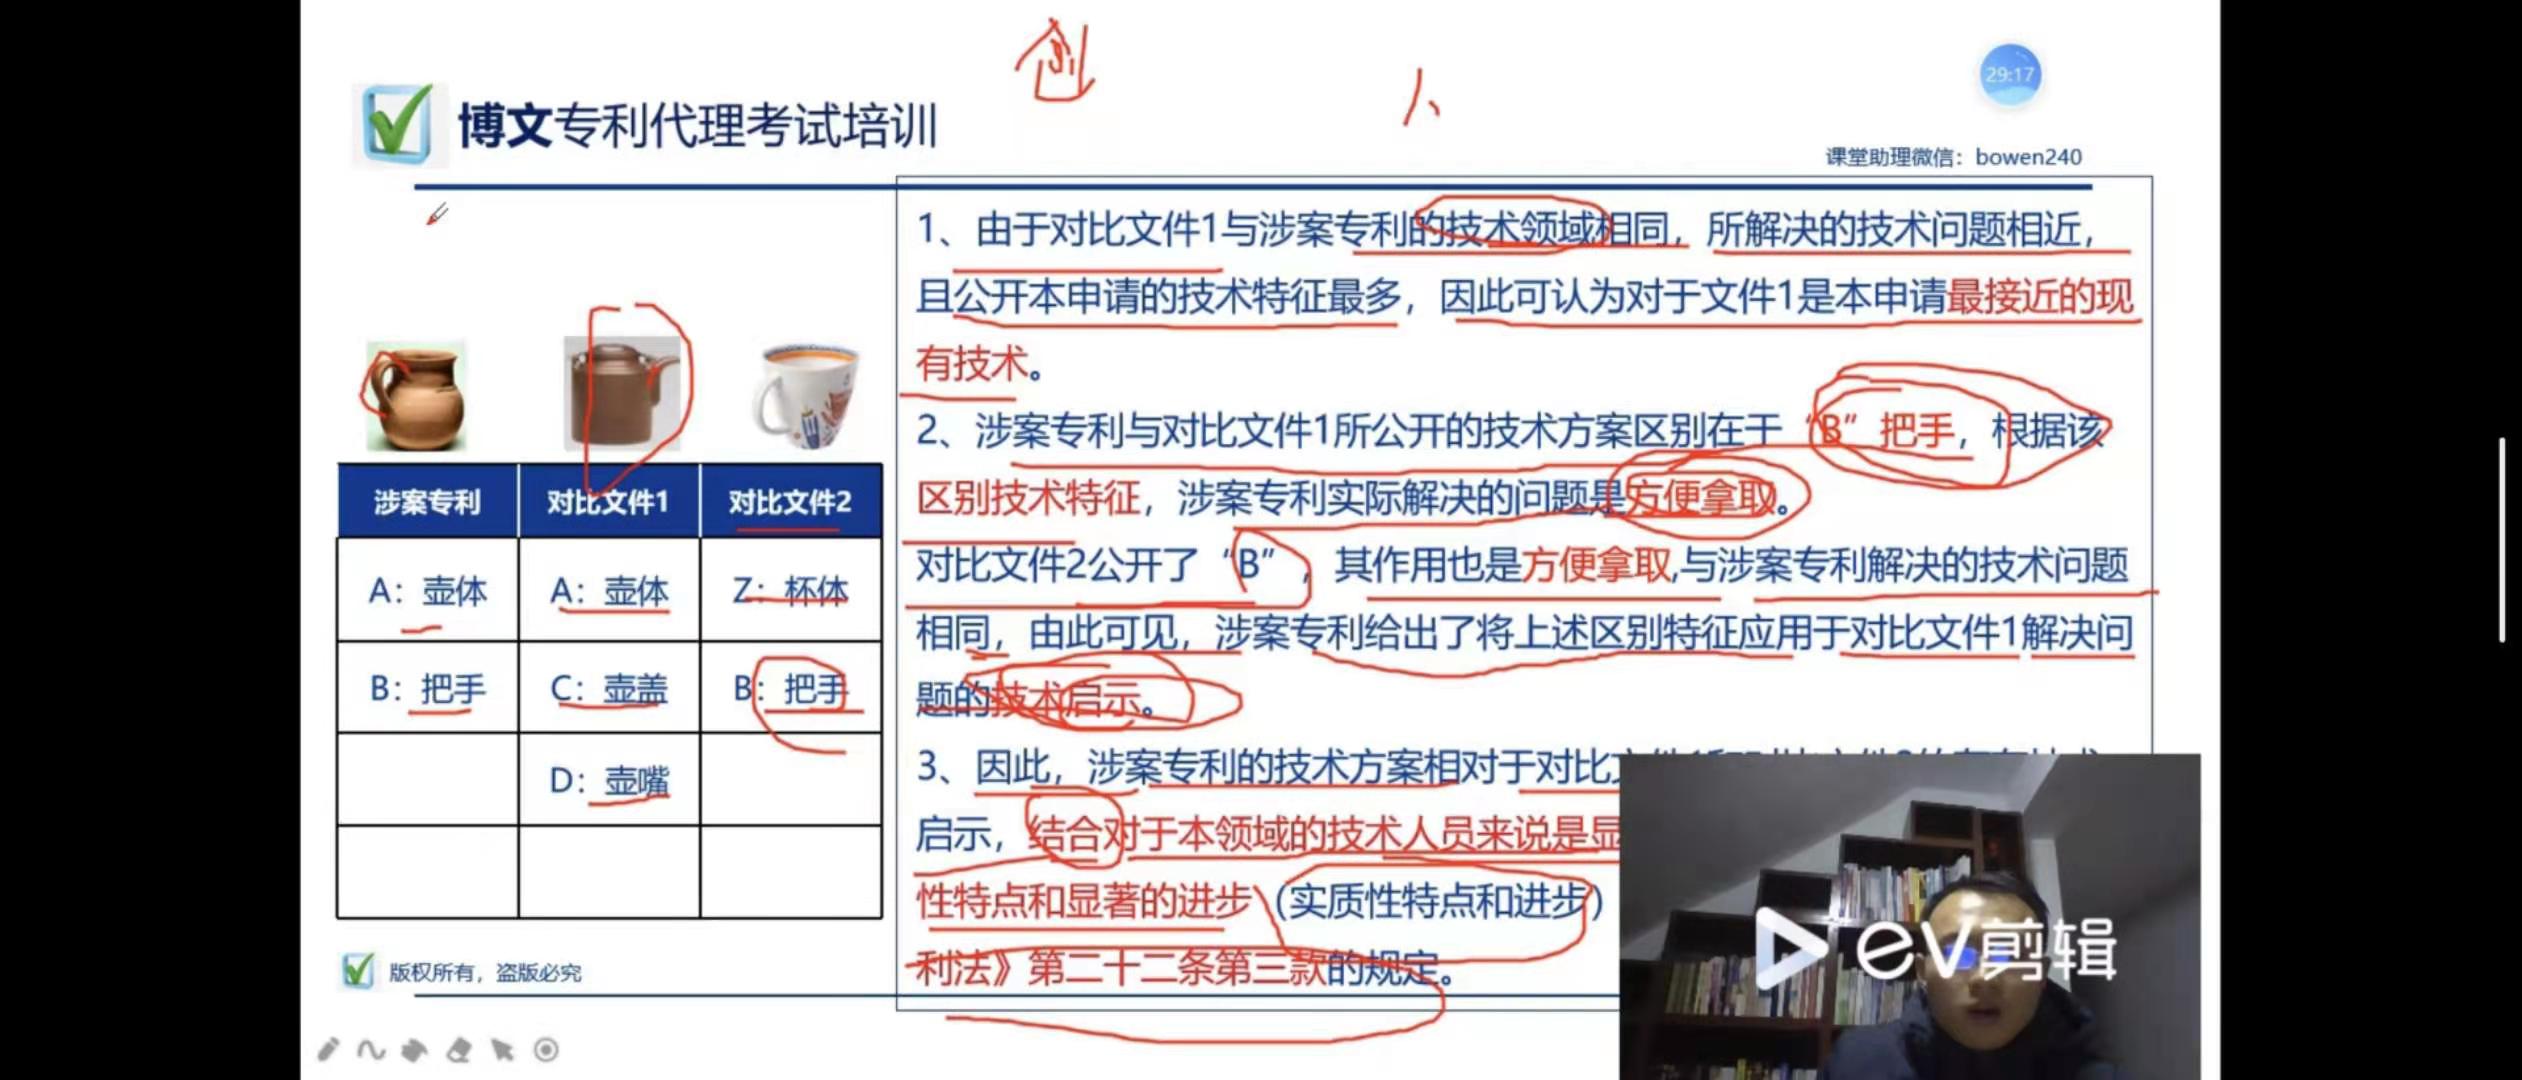 创
29:17
博文专利代理考试培训
课堂助理微信：bowen240
涉案专利 对比文件1 对比文件2
A：壶体 A：壶体 Z：杯体
B：把手 C：壶盖 B：把手
D：壶嘴
1、由于对比文件1与涉案专利的技术领域相同，所解决的技术问题相近，
且公开本申请的技术特征最多，因此可认为对于文件1是本申请最接近的现
有技术。
2、涉案专利与对比文件1所公开的技术方案区别在于“B”把手，根据该
区别技术特征，涉案专利实际解决的问题是方便拿取。
对比文件2公开了“B”，其作用也是方便拿取,与涉案专利解决的技术问题
相同，由此可见，涉案专利给出了将上述区别特征应用于对比文件1解决问
题的技术启示。
3、因此，涉案专利的技术方案相对于对比
启示，结合对于本领域的技术人员来说是显
性特点和显著的进步（实质性特点和进步）
利法》第二十二条第三款的规定。
版权所有，盗版必究
ev剪辑